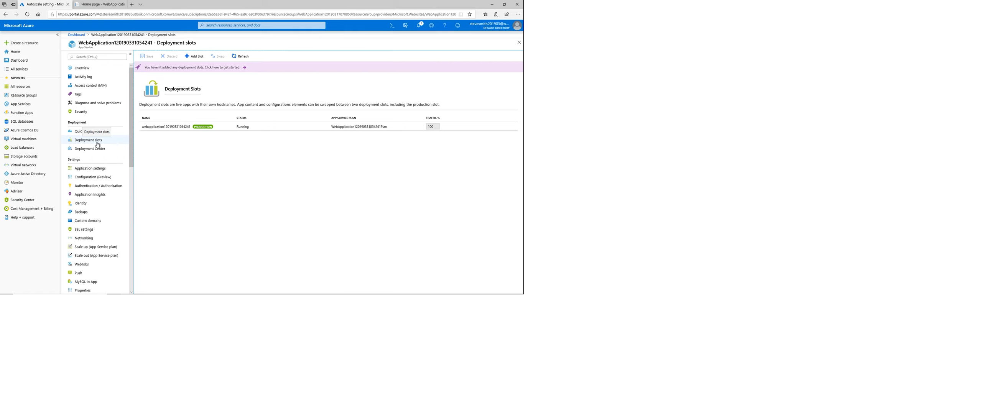 Autoscale setting - Micr
Home page - WebApplicatic
https://portal.azure.com/#@stevesmith201903outlook.onmicrosoft.com/resource/subscriptions/2eb5a56f-942f-4f65-aa9c-a9c3f0063797/resourceGroups/WebApplication120190317070850ResourceGroup/providers/Microsoft.Web/sites/WebApplication120
Microsoft Azure
Search resources, services, and docs
1
stevesmith201903@o...
DEFAULT DIRECTORY
Create a resource
Home
Dashboard
All services
FAVORITES
All resources
Resource groups
App Services
Function Apps
SQL databases
Azure Cosmos DB
Virtual machines
Load balancers
Storage accounts
Virtual networks
Azure Active Directory
Monitor
Advisor
Security Center
Cost Management + Billing
Help + support
Dashboard > WebApplication120190331054241 - Deployment slots
WebApplication120190331054241 - Deployment slots
App Service
Search (Ctrl+/)
Overview
Activity log
Access control (IAM)
Tags
Diagnose and solve problems
Security
Deployment
Quic
Deployment slots
Deployment slots
Deployment Center
Settings
Application settings
Configuration (Preview)
Authentication / Authorization
Application Insights
Identity
Backups
Custom domains
SSL settings
Networking
Scale up (App Service plan)
Scale out (App Service plan)
WebJobs
Push
MySQL In App
Properties
Save Discard Add Slot Swap Refresh
You haven't added any deployment slots. Click here to get started. →
Deployment Slots
Deployment slots are live apps with their own hostnames. App content and configurations elements can be swapped between two deployment slots, including the production slot.
NAME STATUS APP SERVICE PLAN TRAFFIC %
webapplication120190331054241 PRODUCTION Running WebApplication120190331054241Plan 100